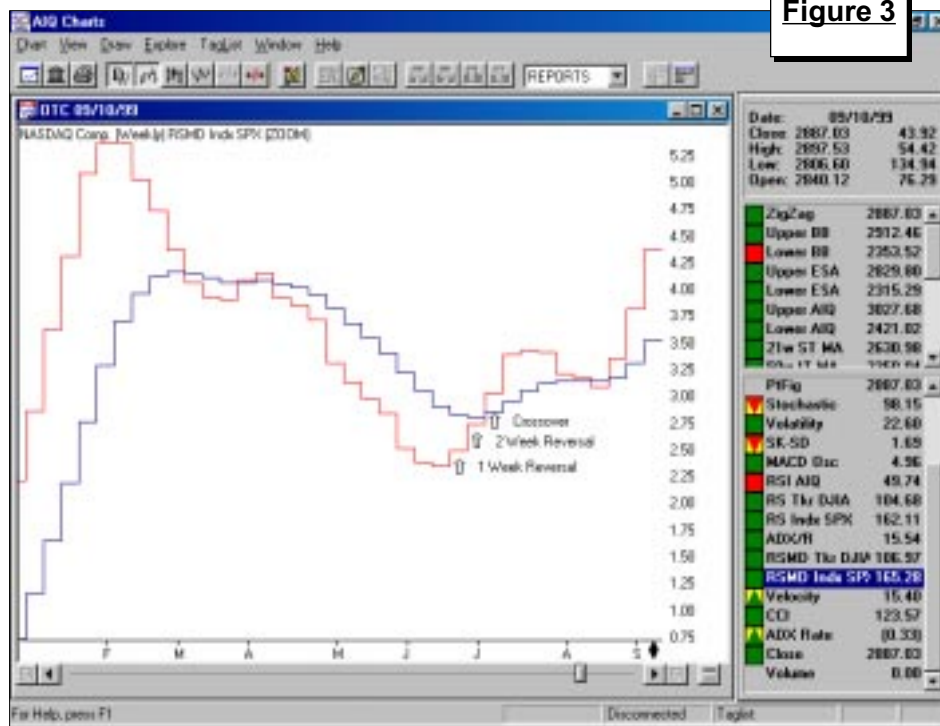 Figure 3
AIQ Charts
Chart View Draw Explore TagList Window Help
REPORTS
OTC 09/10/99
NASDAQ Comp. [Weekly] RSMD Indx SPX (ZOOM)
5.25
5.00
4.75
4.50
4.25
4.00
3.75
3.50
3.25
3.00
2.75
2.50
2.25
2.00
1.75
1.50
1.25
1.00
0.75
Crossover
2 Week Reversal
1 Week Reversal
F M A M J J A S
Date: 09/10/99
Close: 2887.03 43.92
High: 2897.53 54.42
Low: 2806.60 134.94
Open: 2840.12 76.29
ZigZag 2887.03
Upper BB 2912.46
Lower BB 2353.52
Upper ESA 2829.80
Lower ESA 2315.29
Upper AIQ 3027.68
Lower AIQ 2421.02
21w ST MA 2630.98
PtFig 2887.03
Stochastic 98.15
Volatility 22.60
SK-SD 1.69
MACD Osc 4.96
RSI AIQ 49.74
RS Tkr DJIA 104.68
RS Indx SPX 162.11
ADX/R 15.54
RSMD Tkr DJIA 106.97
RSMD Indx SPX 165.28
Velocity 15.40
CCI 123.57
ADX Rate (0.33)
Close 2887.03
Volume 0.00
For Help, press F1
Disconnected
Taglist